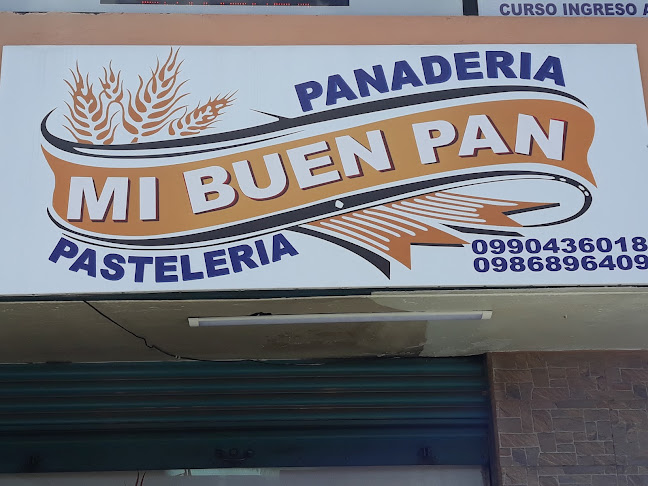 CURSO INGRESO A
PANADERIA
MI BUEN PAN
PASTELERIA
0990436018
0986896409